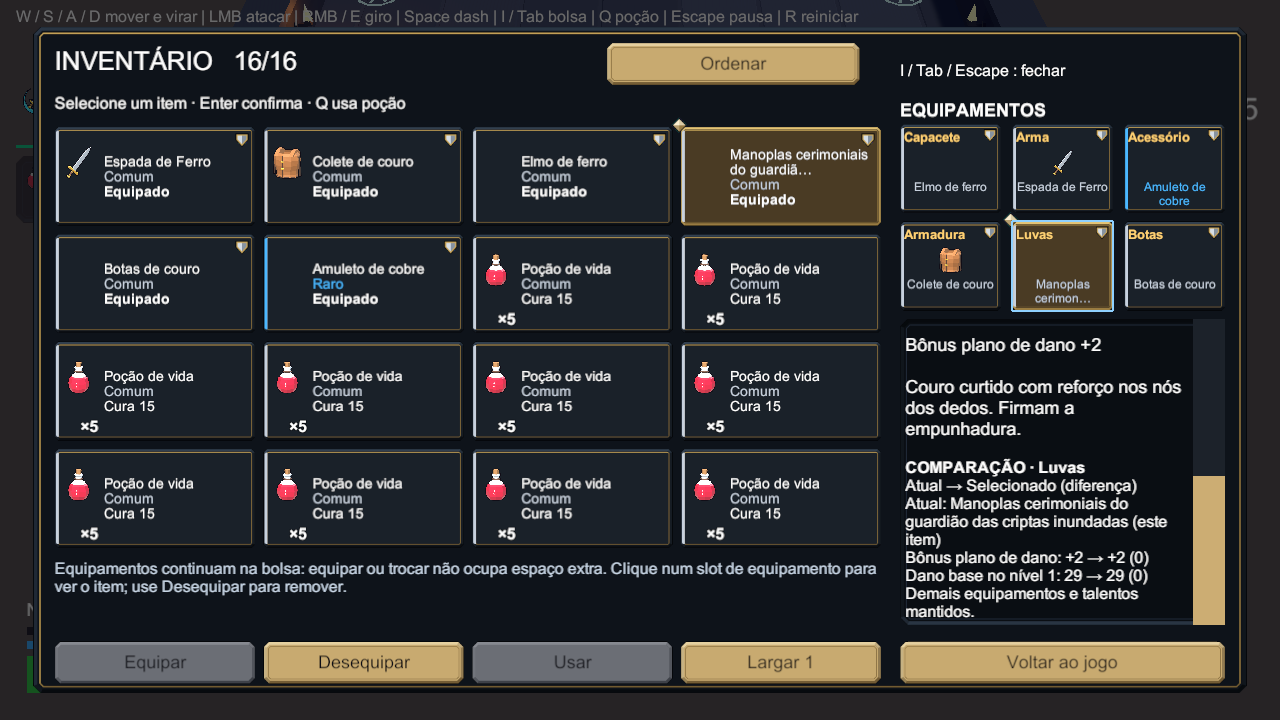 W / S / A / D mover e virar | LMB atacar | RMB / E giro | Space dash | I / Tab bolsa | Q poção | Escape pausa | R reiniciar
INVENTÁRIO 16/16
Ordenar
I / Tab / Escape : fechar
Selecione um item · Enter confirma · Q usa poção
Espada de Ferro
Comum
Equipado
Colete de couro
Comum
Equipado
Elmo de ferro
Comum
Equipado
Manoplas cerimoniais
do guardiã…
Comum
Equipado
Botas de couro
Comum
Equipado
Amuleto de cobre
Raro
Equipado
Poção de vida
Comum
Cura 15
×5
Poção de vida
Comum
Cura 15
×5
Poção de vida
Comum
Cura 15
×5
Poção de vida
Comum
Cura 15
×5
Poção de vida
Comum
Cura 15
×5
Poção de vida
Comum
Cura 15
×5
Poção de vida
Comum
Cura 15
×5
Poção de vida
Comum
Cura 15
×5
Poção de vida
Comum
Cura 15
×5
Poção de vida
Comum
Cura 15
×5
Equipamentos continuam na bolsa: equipar ou trocar não ocupa espaço extra. Clique num slot de equipamento para
ver o item; use Desequipar para remover.
Equipar
Desequipar
Usar
Largar 1
EQUIPAMENTOS
Capacete
Elmo de ferro
Arma
Espada de Ferro
Acessório
Amuleto de
cobre
Armadura
Colete de couro
Luvas
Manoplas
cerimon…
Botas
Botas de couro
Bônus plano de dano +2
Couro curtido com reforço nos nós
dos dedos. Firmam a
empunhadura.
COMPARAÇÃO · Luvas
Atual → Selecionado (diferença)
Atual: Manoplas cerimoniais do
guardião das criptas inundadas (este
item)
Bônus plano de dano: +2 → +2 (0)
Dano base no nível 1: 29 → 29 (0)
Demais equipamentos e talentos
mantidos.
Voltar ao jogo
5